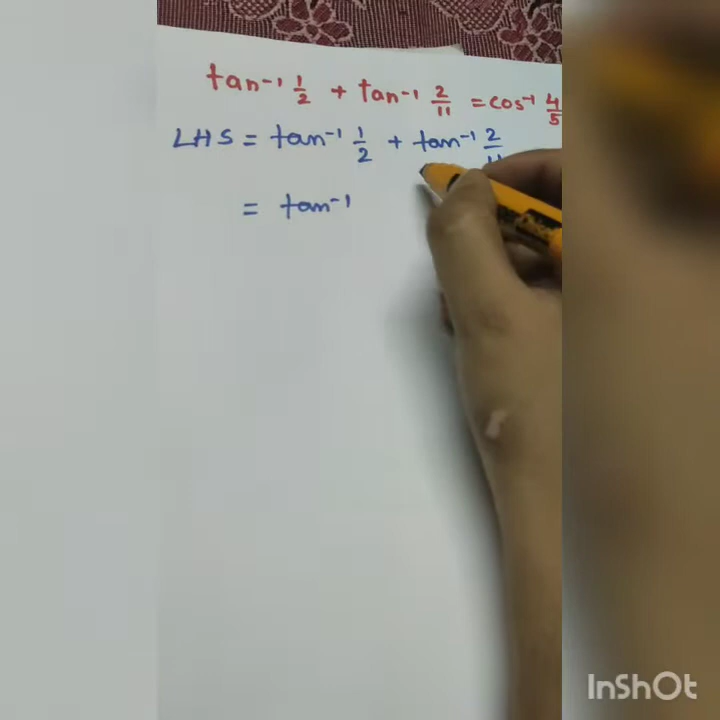 tan⁻¹ 1/2 + tan⁻¹ 2/11 = cos⁻¹ 4/5
LHS = tan⁻¹ 1/2 + tan⁻¹ 2/11
= tan⁻¹
InShOt